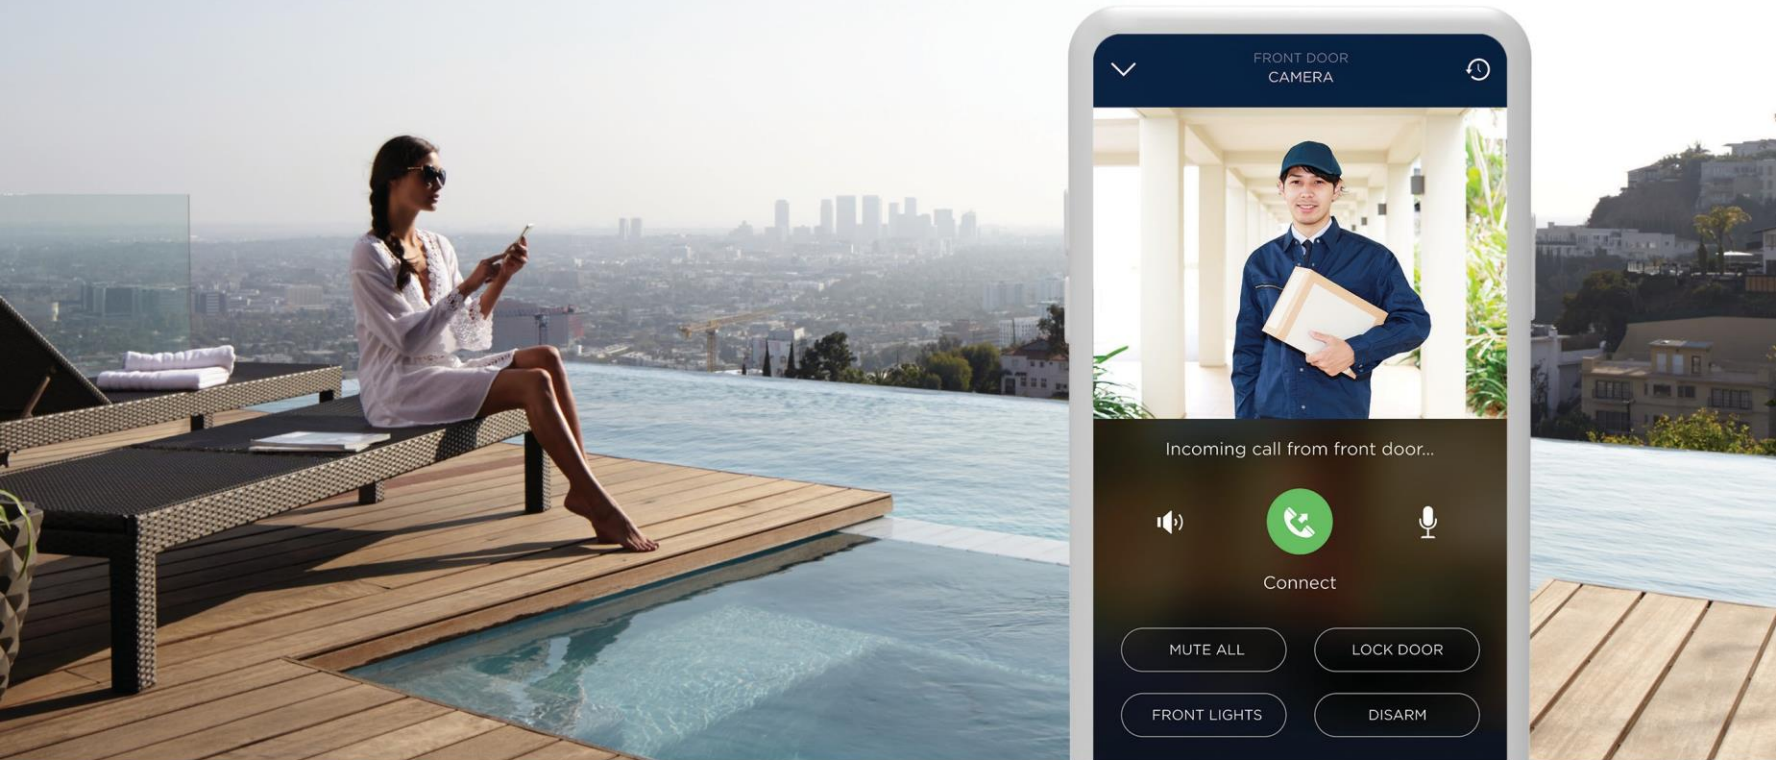 FRONT DOOR
CAMERA
Incoming call from front door...
Connect
MUTE ALL
LOCK DOOR
FRONT LIGHTS
DISARM